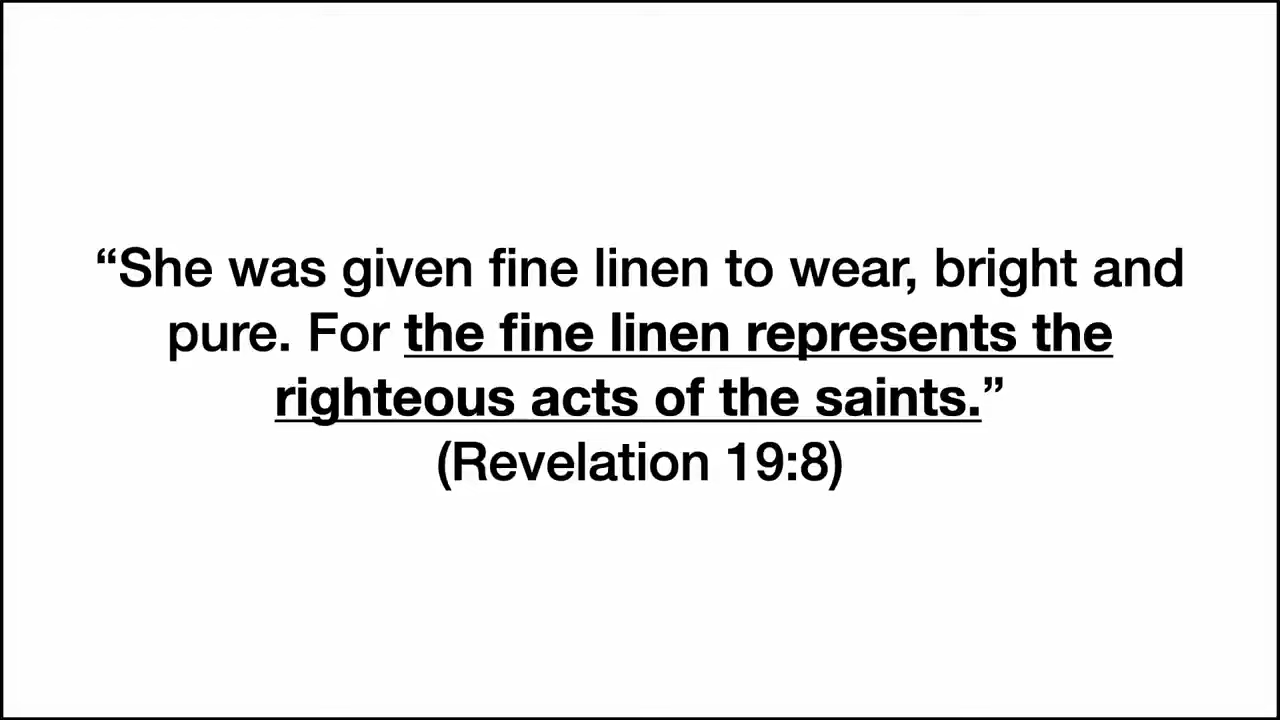 “She was given fine linen to wear, bright and
pure. For the fine linen represents the
righteous acts of the saints.”
(Revelation 19:8)